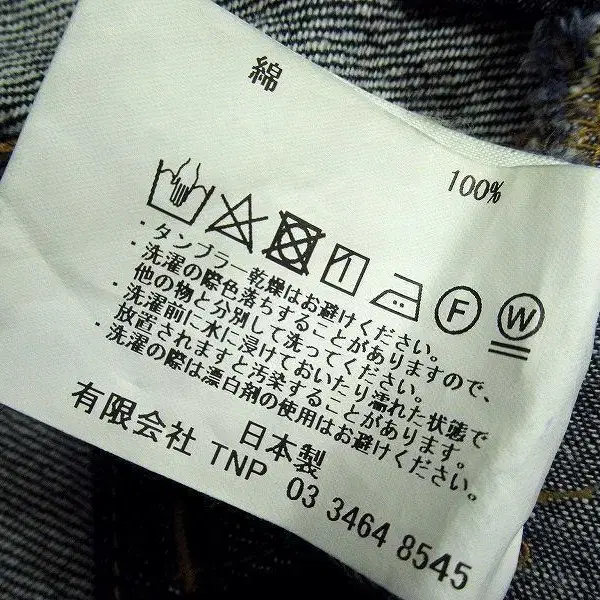 綿
100%
F W
・タンブラー乾燥はお避けください。
・洗濯の際色落ちすることがありますので、
他の物と分別して洗ってください。
・洗濯前に水に浸けておいたり濡れた状態で
放置されますと汚染することがあります。
・洗濯の際は漂白剤の使用はお避けください。
日本製
有限会社 TNP 03 3464 8545